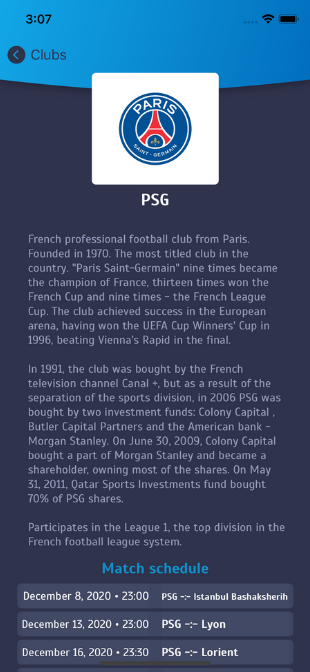 3:07
Clubs
PARIS
SAINT-GERMAIN
PSG
French professional football club from Paris.
Founded in 1970. The most titled club in the
country. "Paris Saint-Germain" nine times became
the champion of France, thirteen times won the
French Cup and nine times - the French League
Cup. The club achieved success in the European
arena, having won the UEFA Cup Winners' Cup in
1996, beating Vienna's Rapid in the final.
In 1991, the club was bought by the French
television channel Canal +, but as a result of the
separation of the sports division, in 2006 PSG was
bought by two investment funds: Colony Capital ,
Butler Capital Partners and the American bank -
Morgan Stanley. On June 30, 2009, Colony Capital
bought a part of Morgan Stanley and became a
shareholder, owning most of the shares. On May
31, 2011, Qatar Sports Investments fund bought
70% of PSG shares.
Participates in the League 1, the top division in the
French football league system.
Match schedule
December 8, 2020 • 23:00 PSG -:- Istanbul Bashaksherih
December 13, 2020 • 23:00 PSG -:- Lyon
December 16, 2020 • 23:30 PSG -:- Lorient